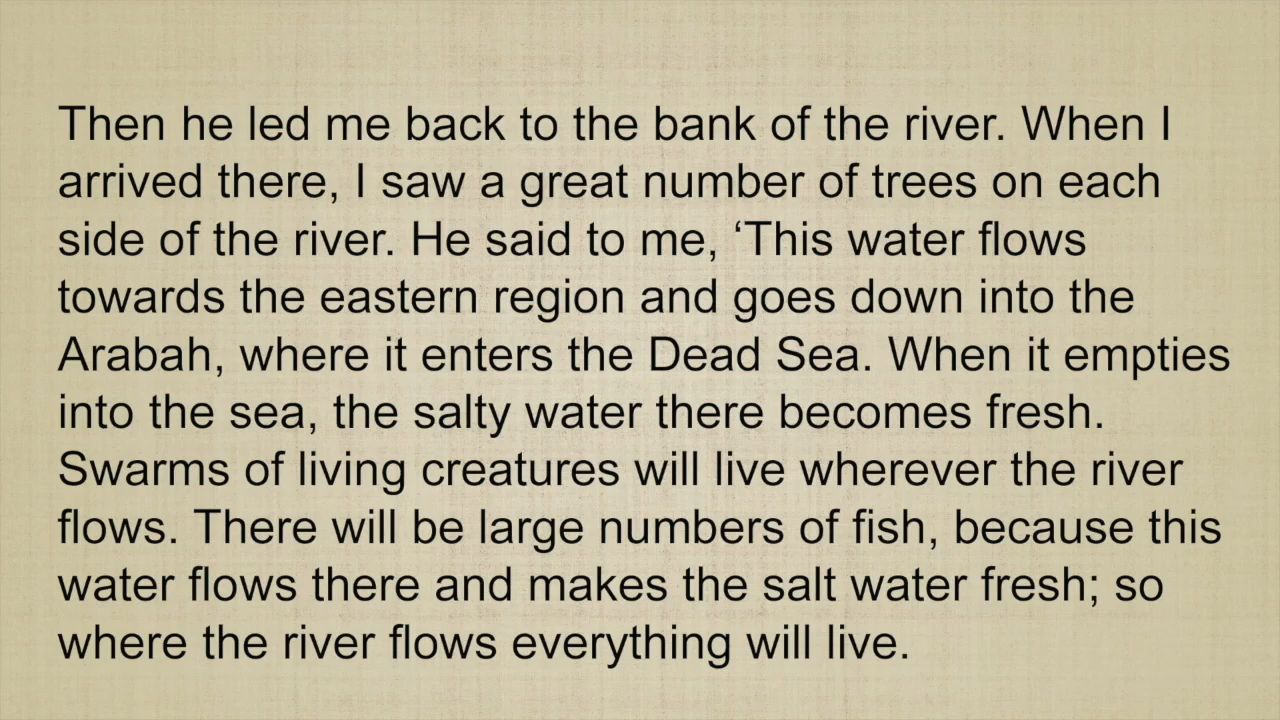 Then he led me back to the bank of the river. When I
arrived there, I saw a great number of trees on each
side of the river. He said to me, ‘This water flows
towards the eastern region and goes down into the
Arabah, where it enters the Dead Sea. When it empties
into the sea, the salty water there becomes fresh.
Swarms of living creatures will live wherever the river
flows. There will be large numbers of fish, because this
water flows there and makes the salt water fresh; so
where the river flows everything will live.